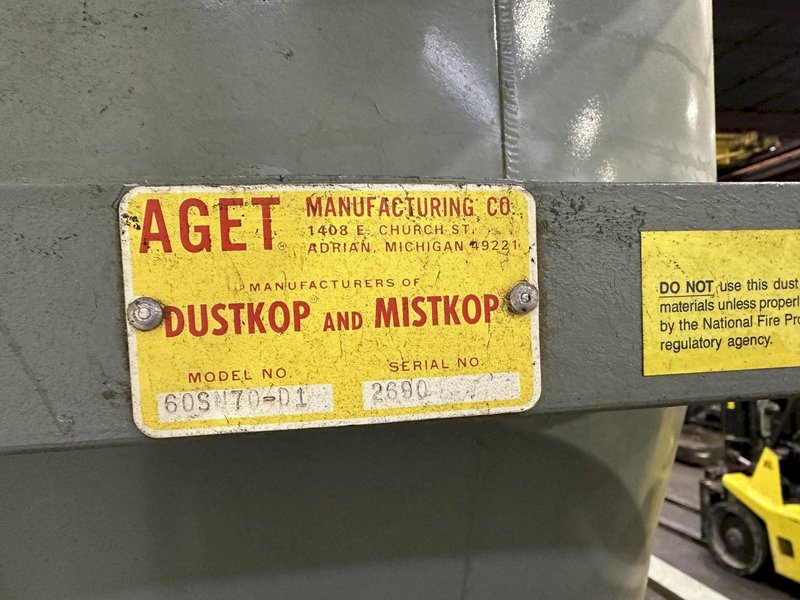 AGET MANUFACTURING CO.
1408 E. CHURCH ST.
ADRIAN, MICHIGAN 49221
MANUFACTURERS OF
DUSTKOP AND MISTKOP
MODEL NO.
SERIAL NO.
60SN70-D1
2690
DO NOT use this dust
materials unless properl
by the National Fire Pro
regulatory agency.